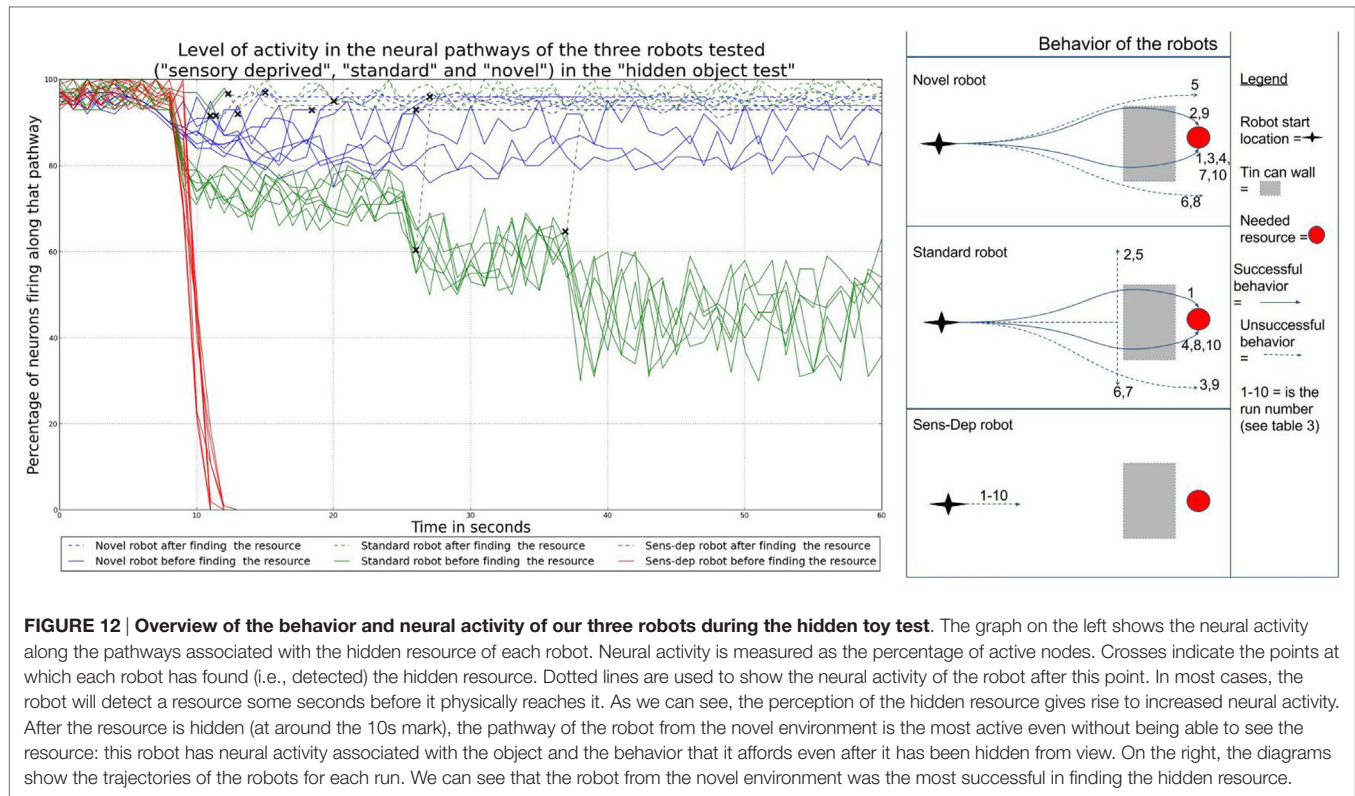 Level of activity in the neural pathways of the three robots tested
("sensory deprived", "standard" and "novel") in the "hidden object test"
Percentage of neurons firing along that pathway
100
80
60
40
20
0
0
10
20
30
40
50
60
Time in seconds
Novel robot after finding the resource
Novel robot before finding the resource
Standard robot after finding the resource
Standard robot before finding the resource
Sens-dep robot after finding the resource
Sens-dep robot before finding the resource
Behavior of the robots
Novel robot
5
2,9
1,3,4,
7,10
6,8
Standard robot
2,5
1
4,8,10
3,9
6,7
Sens-Dep robot
1-10
Legend
Robot start
location =
Tin can wall
=
Needed
resource =
Successful
behavior
=
Unsuccessful
behavior
=
1-10 = is the
run number
(see table 3)
FIGURE 12 | Overview of the behavior and neural activity of our three robots during the hidden toy test. The graph on the left shows the neural activity
along the pathways associated with the hidden resource of each robot. Neural activity is measured as the percentage of active nodes. Crosses indicate the points at
which each robot has found (i.e., detected) the hidden resource. Dotted lines are used to show the neural activity of the robot after this point. In most cases, the
robot will detect a resource some seconds before it physically reaches it. As we can see, the perception of the hidden resource gives rise to increased neural activity.
After the resource is hidden (at around the 10s mark), the pathway of the robot from the novel environment is the most active even without being able to see the
resource: this robot has neural activity associated with the object and the behavior that it affords even after it has been hidden from view. On the right, the diagrams
show the trajectories of the robots for each run. We can see that the robot from the novel environment was the most successful in finding the hidden resource.